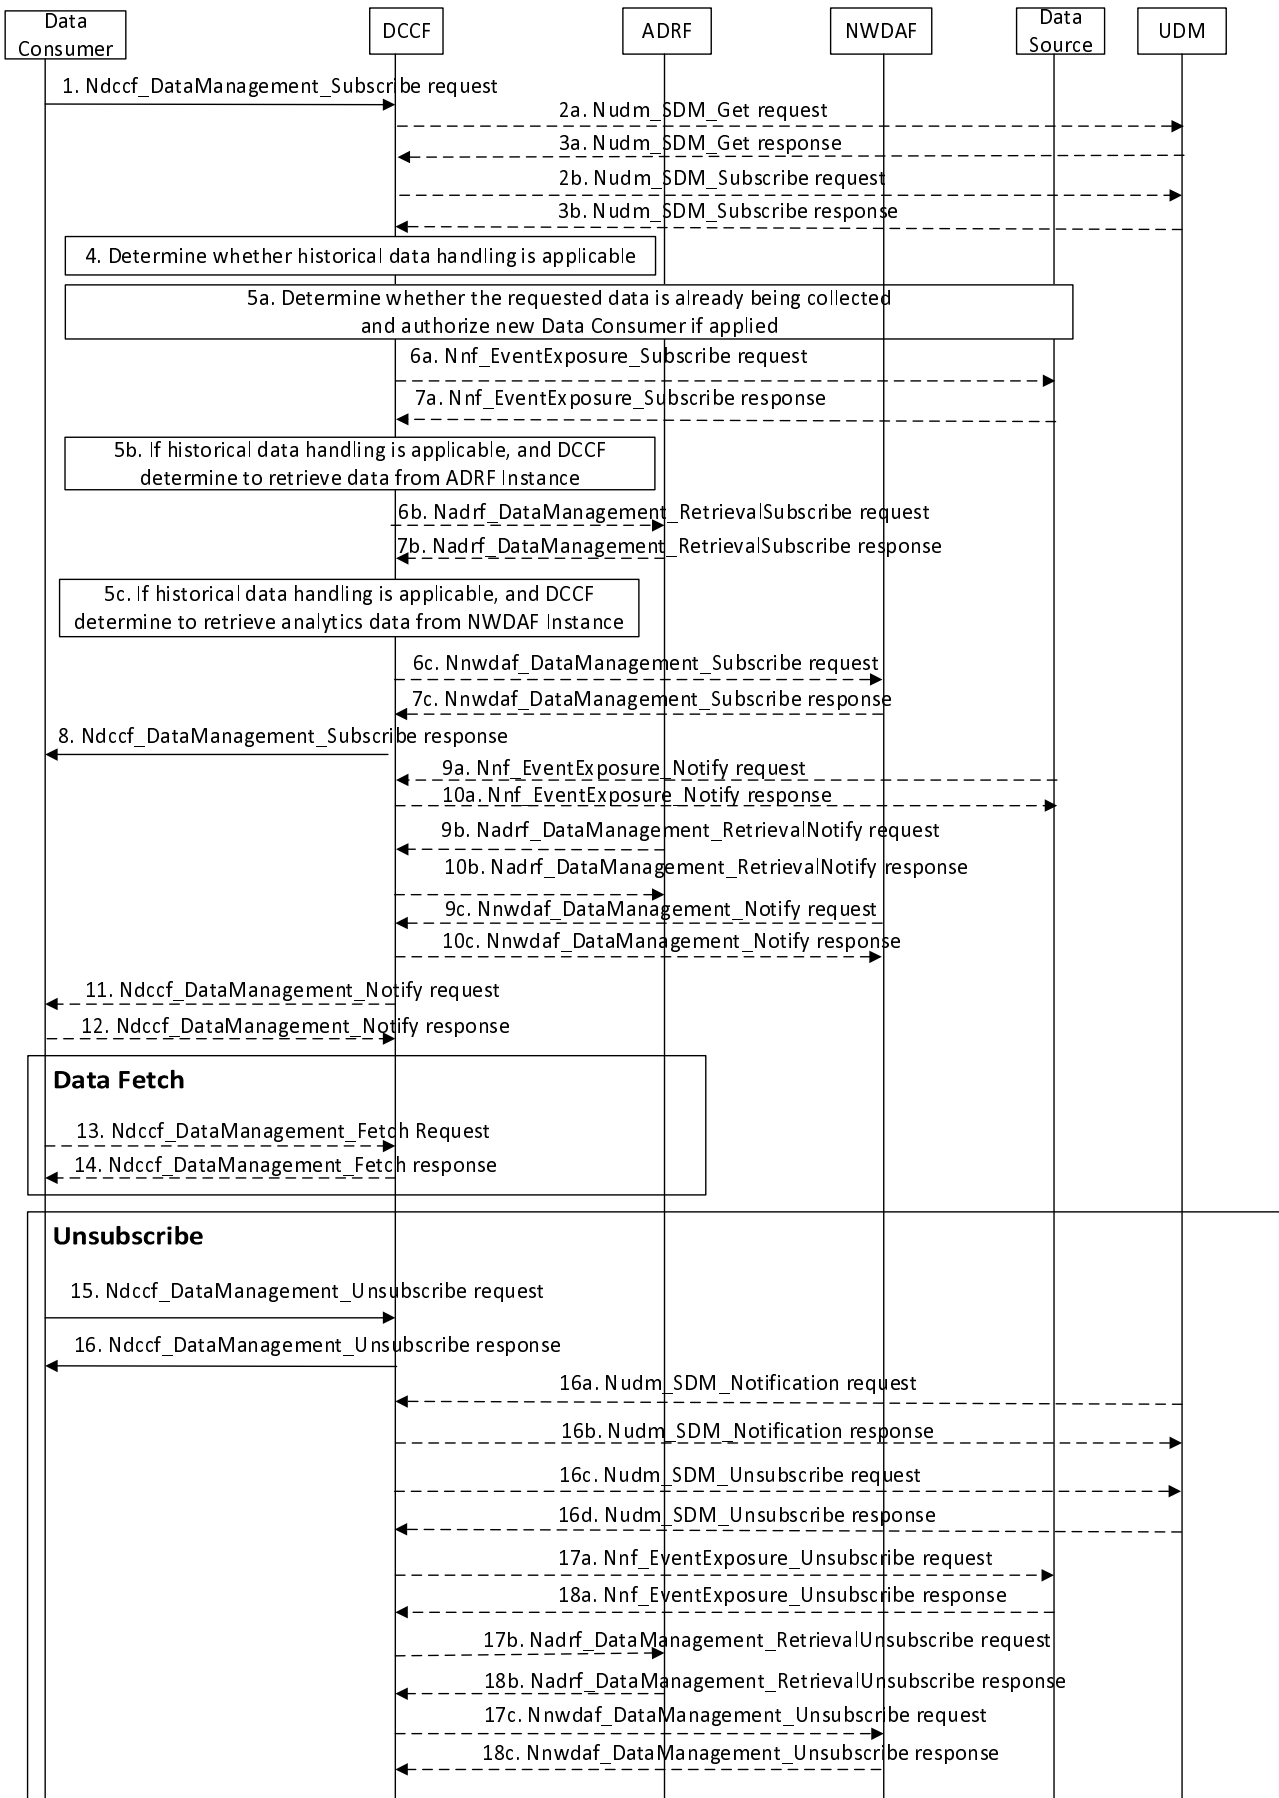 Data
Consumer
DCCF
ADRF
NWDAF
Data
Source
UDM
1. Ndccf_DataManagement_Subscribe request
2a. Nudm_SDM_Get request
3a. Nudm_SDM_Get response
2b. Nudm_SDM_Subscribe request
3b. Nudm_SDM_Subscribe response
4. Determine whether historical data handling is applicable
5a. Determine whether the requested data is already being collected
and authorize new Data Consumer if applied
6a. Nnf_EventExposure_Subscribe request
7a. Nnf_EventExposure_Subscribe response
5b. If historical data handling is applicable, and DCCF
determine to retrieve data from ADRF Instance
6b. Nadrf_DataManagement_RetrievalSubscribe request
7b. Nadrf_DataManagement_RetrievalSubscribe response
5c. If historical data handling is applicable, and DCCF
determine to retrieve analytics data from NWDAF Instance
6c. Nnwdaf_DataManagement_Subscribe request
7c. Nnwdaf_DataManagement_Subscribe response
8. Ndccf_DataManagement_Subscribe response
9a. Nnf_EventExposure_Notify request
10a. Nnf_EventExposure_Notify response
9b. Nadrf_DataManagement_RetrievalNotify request
10b. Nadrf_DataManagement_RetrievalNotify response
9c. Nnwdaf_DataManagement_Notify request
10c. Nnwdaf_DataManagement_Notify response
11. Ndccf_DataManagement_Notify request
12. Ndccf_DataManagement_Notify response
Data Fetch
13. Ndccf_DataManagement_Fetch Request
14. Ndccf_DataManagement_Fetch response
Unsubscribe
15. Ndccf_DataManagement_Unsubscribe request
16. Ndccf_DataManagement_Unsubscribe response
16a. Nudm_SDM_Notification request
16b. Nudm_SDM_Notification response
16c. Nudm_SDM_Unsubscribe request
16d. Nudm_SDM_Unsubscribe response
17a. Nnf_EventExposure_Unsubscribe request
18a. Nnf_EventExposure_Unsubscribe response
17b. Nadrf_DataManagement_RetrievalUnsubscribe request
18b. Nadrf_DataManagement_RetrievalUnsubscribe response
17c. Nnwdaf_DataManagement_Unsubscribe request
18c. Nnwdaf_DataManagement_Unsubscribe response